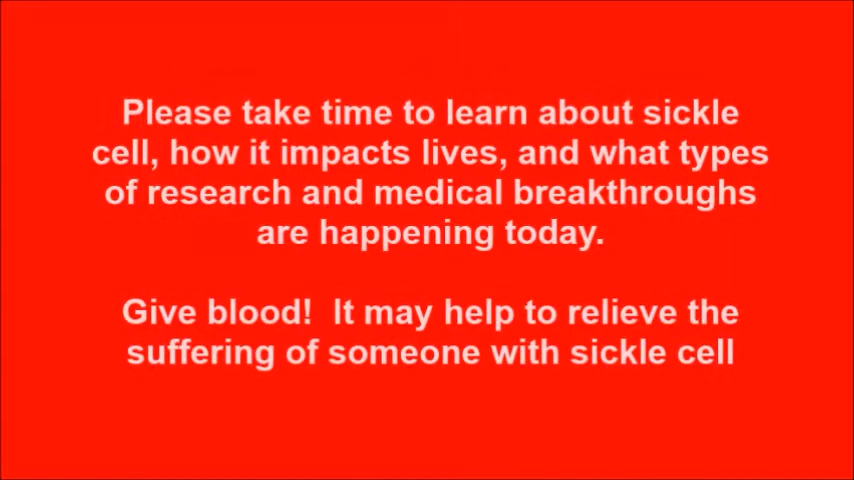 Please take time to learn about sickle
cell, how it impacts lives, and what types
of research and medical breakthroughs
are happening today.
Give blood!  It may help to relieve the
suffering of someone with sickle cell